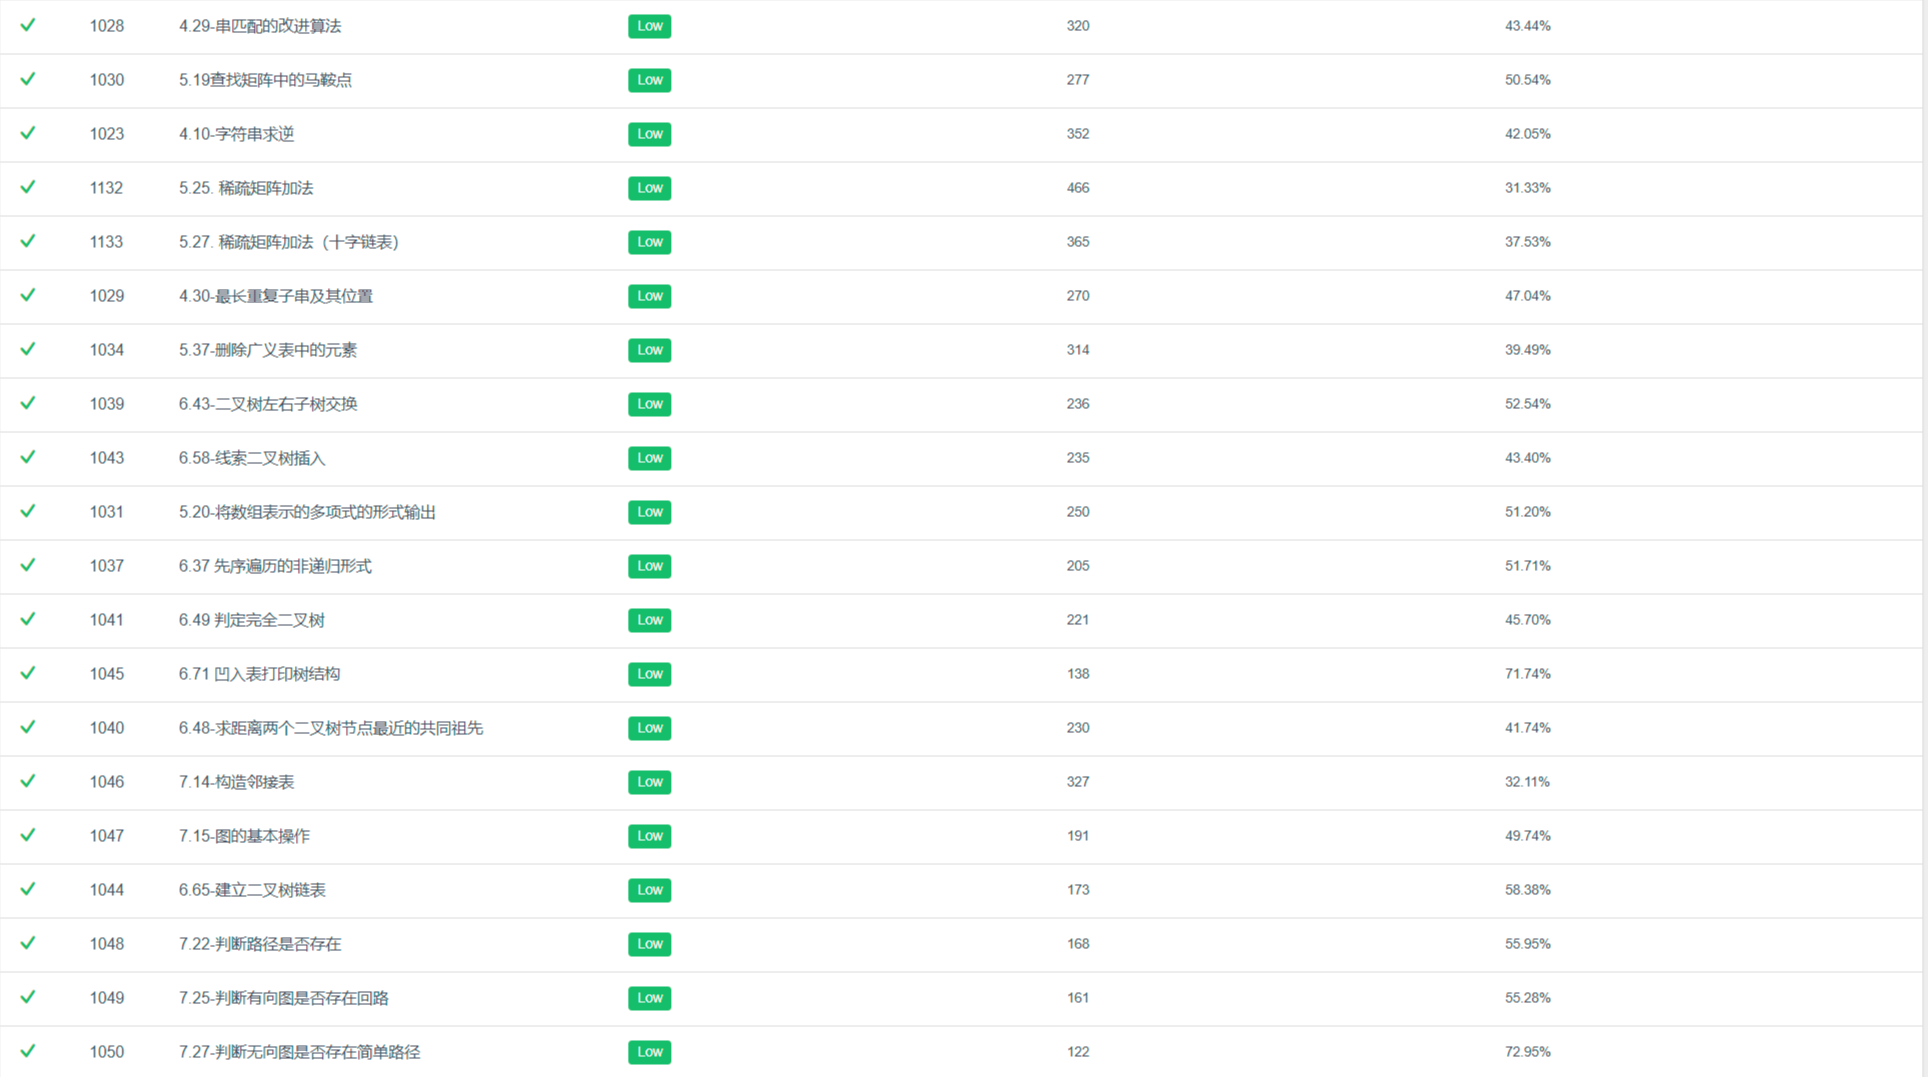 1028 4.29-串匹配的改进算法 Low 320 43.44%
1030 5.19查找矩阵中的马鞍点 Low 277 50.54%
1023 4.10-字符串求逆 Low 352 42.05%
1132 5.25. 稀疏矩阵加法 Low 466 31.33%
1133 5.27. 稀疏矩阵加法（十字链表） Low 365 37.53%
1029 4.30-最长重复子串及其位置 Low 270 47.04%
1034 5.37-删除广义表中的元素 Low 314 39.49%
1039 6.43-二叉树左右子树交换 Low 236 52.54%
1043 6.58-线索二叉树插入 Low 235 43.40%
1031 5.20-将数组表示的多项式的形式输出 Low 250 51.20%
1037 6.37 先序遍历的非递归形式 Low 205 51.71%
1041 6.49 判定完全二叉树 Low 221 45.70%
1045 6.71 凹入表打印树结构 Low 138 71.74%
1040 6.48-求距离两个二叉树节点最近的共同祖先 Low 230 41.74%
1046 7.14-构造邻接表 Low 327 32.11%
1047 7.15-图的基本操作 Low 191 49.74%
1044 6.65-建立二叉树链表 Low 173 58.38%
1048 7.22-判断路径是否存在 Low 168 55.95%
1049 7.25-判断有向图是否存在回路 Low 161 55.28%
1050 7.27-判断无向图是否存在简单路径 Low 122 72.95%